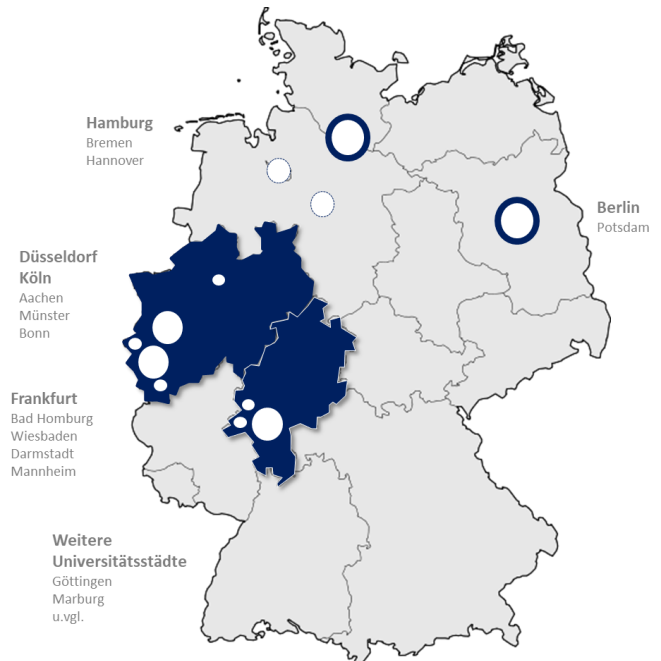 Hamburg
Bremen
Hannover
Berlin
Potsdam
Düsseldorf
Köln
Aachen
Münster
Bonn
Frankfurt
Bad Homburg
Wiesbaden
Darmstadt
Mannheim
Weitere
Universitätsstädte
Göttingen
Marburg
u.vgl.